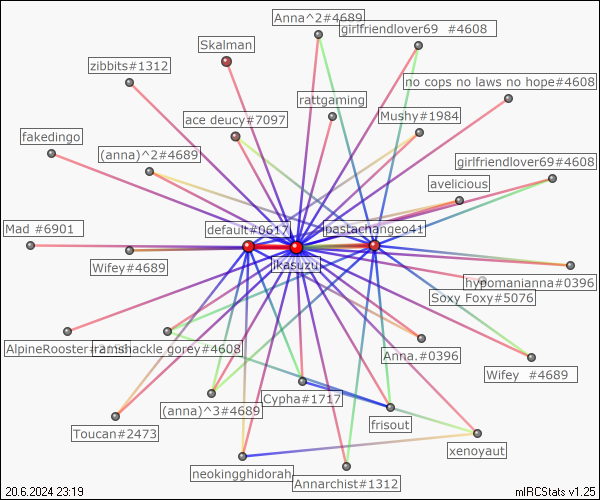 Anna^2#4689
girlfriendlover69 #4608
Skalman
zibbits#1312
no cops no laws no hope#4608
rattgaming
ace deucy#7097
Mushy#1984
fakedingo
(anna)^2#4689
girlfriendlover69#4608
avelicious
Mad #6901
default#0617
pastachangeo41
ikasuzu
Wifey#4689
hypomanianna#0396
Soxy Foxy#5076
ramshackle gorey#4608
Anna.#0396
Wifey #4689
(anna)^3#4689
Cypha#1717
frisout
Toucan#2473
xenoyaut
neokingghidorah
Annarchist#1312
20.6.2024 23:19
mIRCStats v1.25